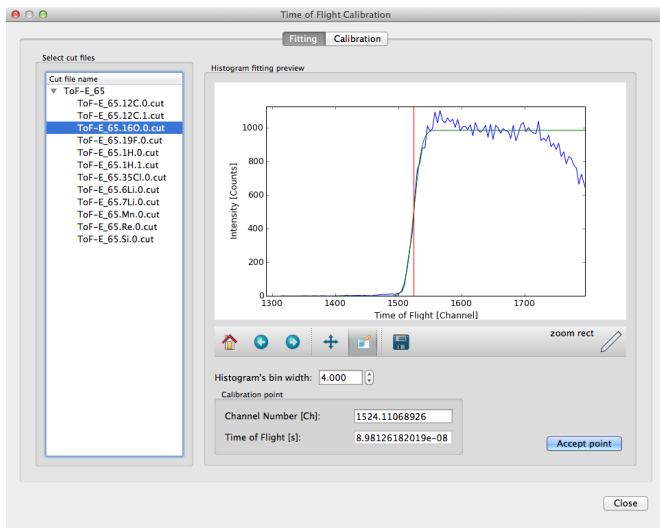 Time of Flight Calibration
Fitting Calibration
Select cut files
Cut file name
ToF-E_65
ToF-E_65.12C.0.cut
ToF-E_65.12C.1.cut
ToF-E_65.16O.0.cut
ToF-E_65.19F.0.cut
ToF-E_65.1H.0.cut
ToF-E_65.1H.1.cut
ToF-E_65.35Cl.0.cut
ToF-E_65.6Li.0.cut
ToF-E_65.7Li.0.cut
ToF-E_65.Mn.0.cut
ToF-E_65.Re.0.cut
ToF-E_65.Si.0.cut
Histogram fitting preview
Intensity [Counts]
1000
800
600
400
200
0
1300 1400 1500 1600 1700
Time of Flight [Channel]
zoom rect
Histogram's bin width: 4.000
Calibration point
Channel Number [Ch]: 1524.11068926
Time of Flight [s]: 8.98126182019e-08
Accept point
Close